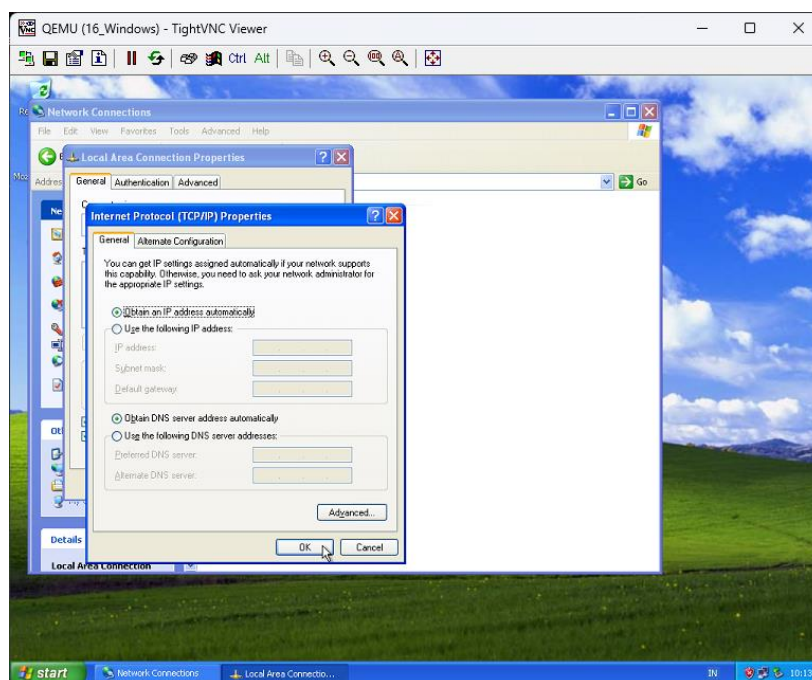 QEMU (16_Windows) - TightVNC Viewer
Ctrl Alt
Network Connections
File Edit View Favorites Tools Advanced Help
Local Area Connection Properties
Address
Go
General Authentication Advanced
Internet Protocol (TCP/IP) Properties
General Alternate Configuration
You can get IP settings assigned automatically if your network supports
this capability. Otherwise, you need to ask your network administrator for
the appropriate IP settings.
Obtain an IP address automatically
Use the following IP address:
IP address:
Subnet mask:
Default gateway:
Obtain DNS server address automatically
Use the following DNS server addresses:
Preferred DNS server:
Alternate DNS server:
Advanced...
OK Cancel
Details
Local Area Connection
start Network Connections Local Area Connectio... IN 10:13